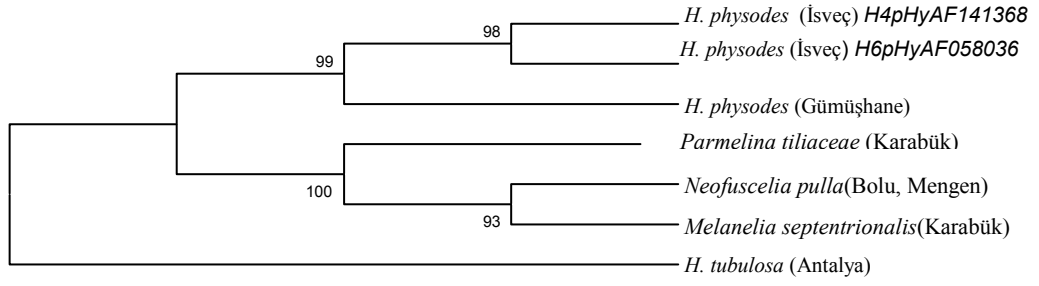 H. physodes (İsveç) H4pHyAF141368
98
H. physodes (İsveç) H6pHyAF058036
99
H. physodes (Gümüşhane)
Parmelina tiliaceae (Karabük)
100
Neofuscelia pulla(Bolu, Mengen)
93
Melanelia septentrionalis(Karabük)
H. tubulosa (Antalya)